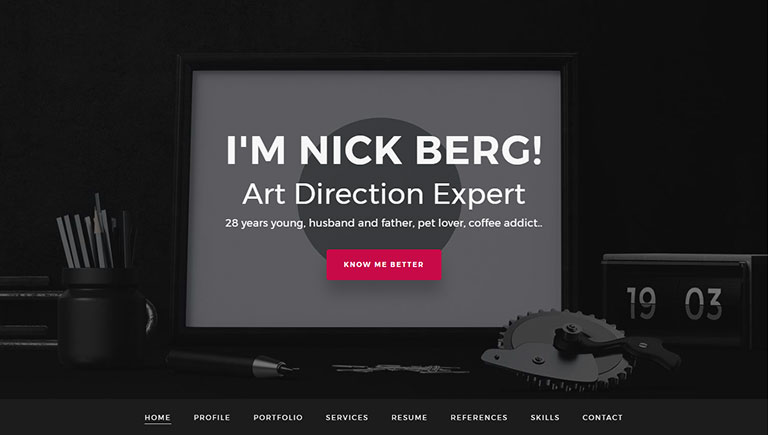 I'M NICK BERG!
Art Direction Expert
28 years young, husband and father, pet lover, coffee addict..
KNOW ME BETTER
19 03
HOME PROFILE PORTFOLIO SERVICES RESUME REFERENCES SKILLS CONTACT